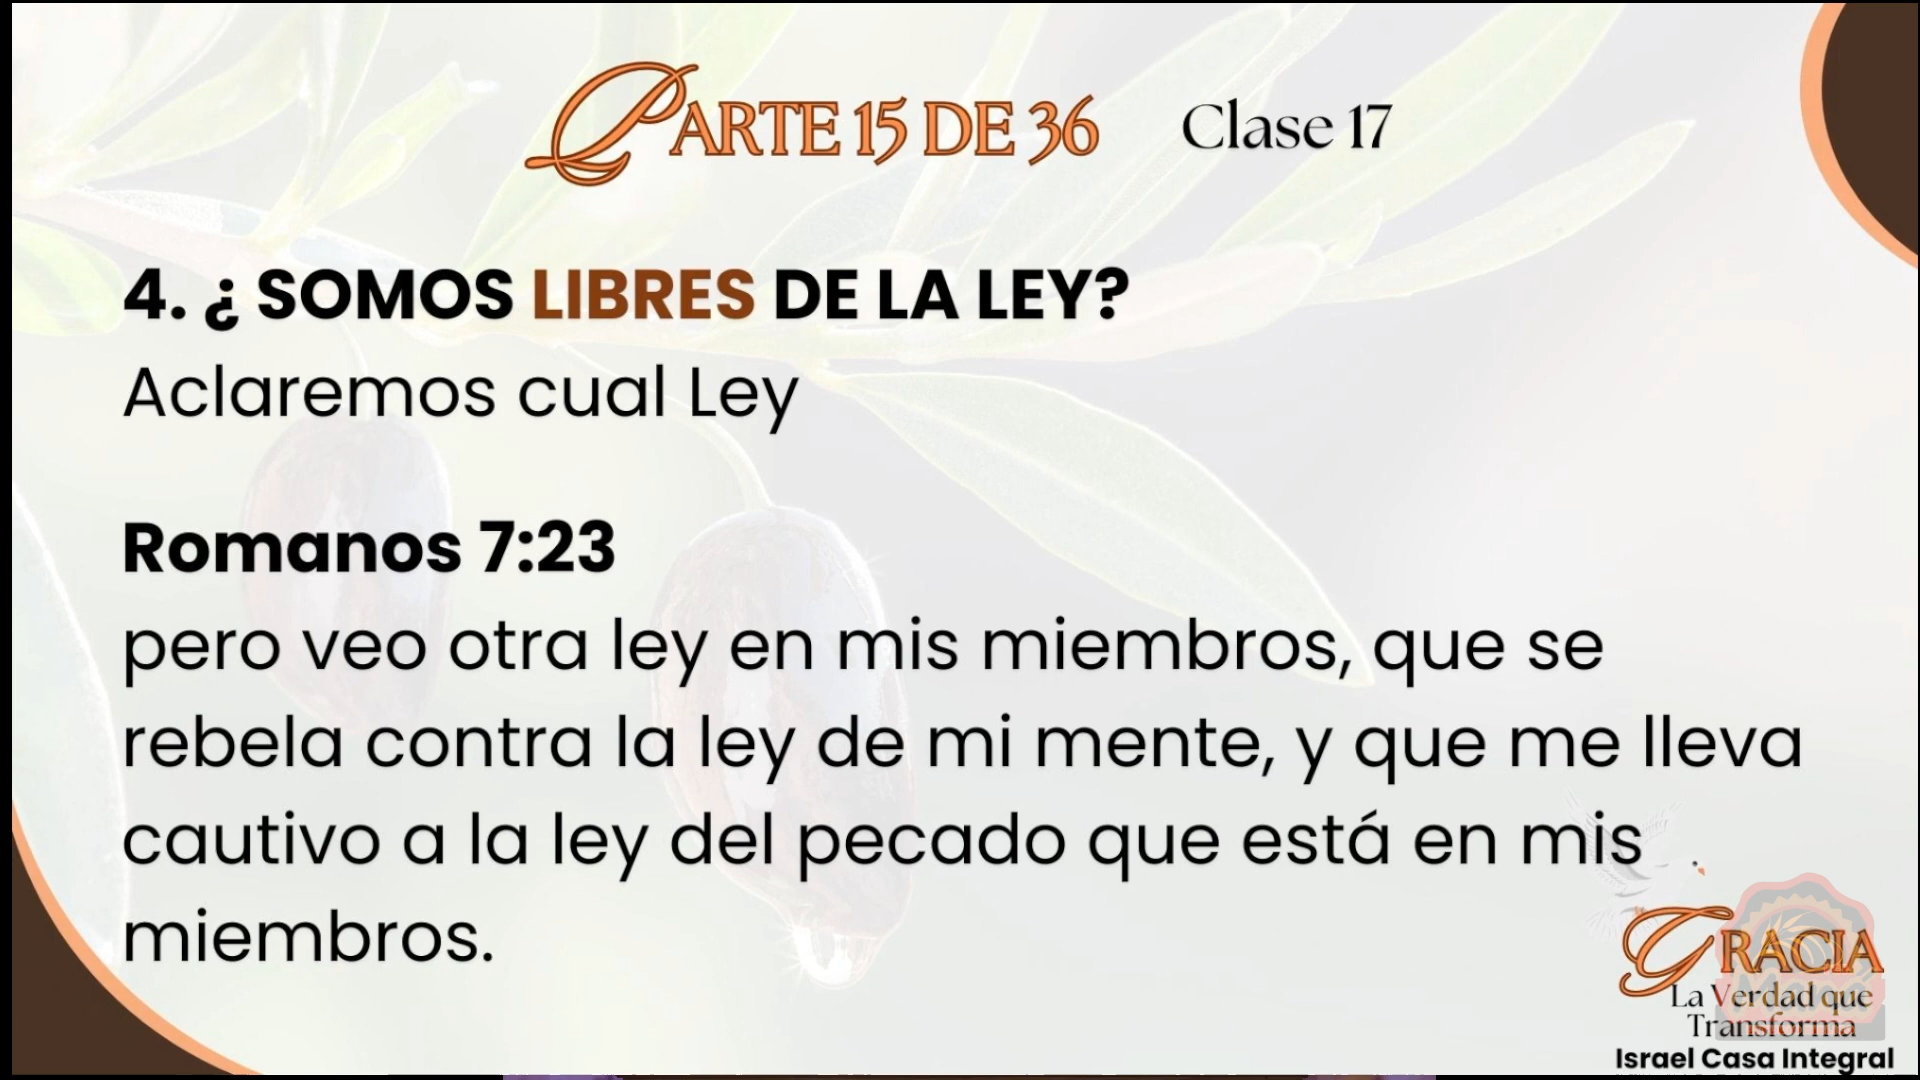 PARTE 15 DE 36 Clase 17
4. ¿ SOMOS LIBRES DE LA LEY?
Aclaremos cual Ley
Romanos 7:23
pero veo otra ley en mis miembros, que se
rebela contra la ley de mi mente, y que me lleva
cautivo a la ley del pecado que está en mis
miembros.
GRACIA
La Verdad que
Transforma
Israel Casa Integral